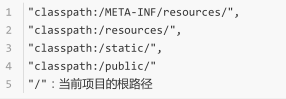 1 "classpath:/META-INF/resources/",
2 "classpath:/resources/",
3 "classpath:/static/",
4 "classpath:/public/"
5 "/"：当前项目的根路径